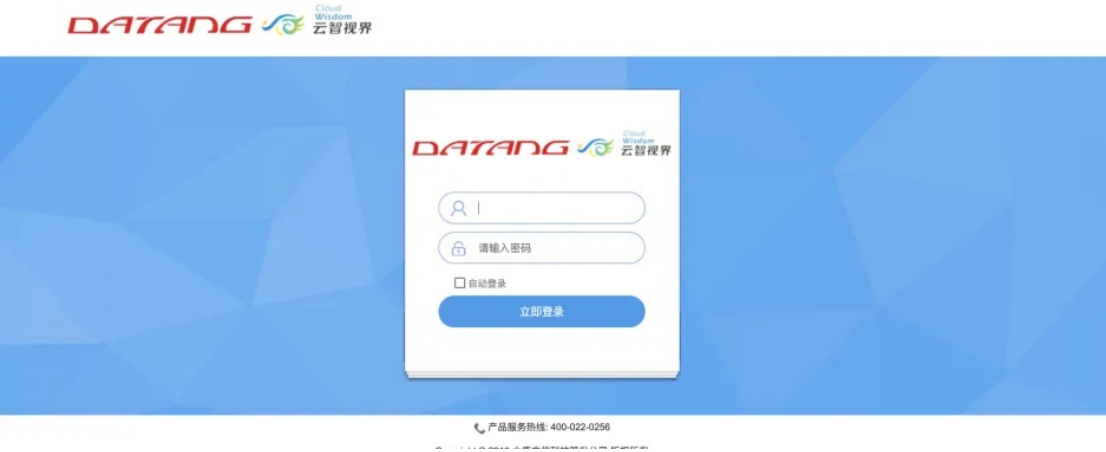 DATANG
Cloud
Wisdom
云智视界
DATANG
Cloud
Wisdom
云智视界
请输入密码
自动登录
立即登录
产品服务热线: 400-022-0256